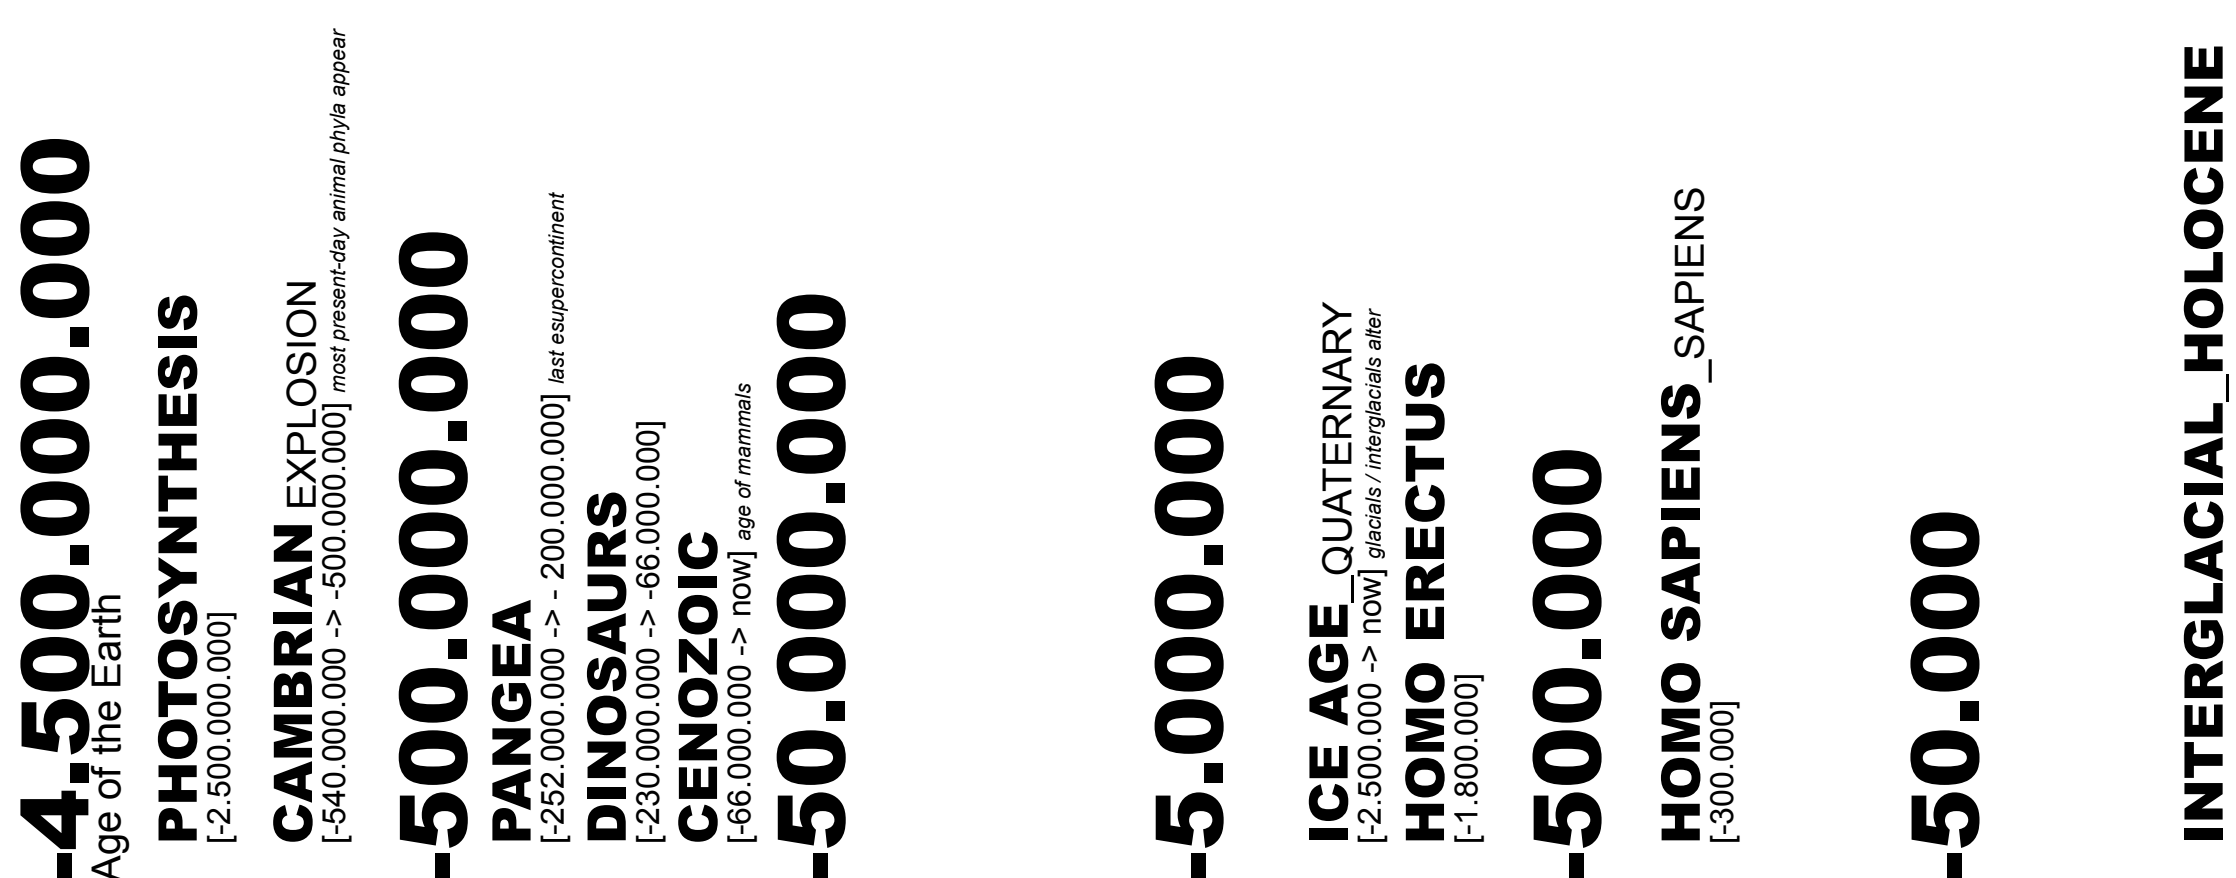 -4.500.000.000
Age of the Earth
PHOTOSYNTHESIS
[-2.500.000.000]
CAMBRIAN EXPLOSION
[-540.000.000 -> -500.000.000] most present-day animal phyla appear
-500.000.000
PANGEA
[-252.000.000 -> - 200.000.000] last esupercontinent
DINOSAURS
[-230.000.000 -> -66.000.000]
CENOZOIC
[-66.000.000 -> now] age of mammals
-50.000.000
-5.000.000
ICE AGE_QUATERNARY
[-2.500.000 -> now] glacials / interglacials alter
HOMO ERECTUS
[-1.800.000]
-500.000
HOMO SAPIENS_SAPIENS
[-300.000]
-50.000
INTERGLACIAL_HOLOCENE